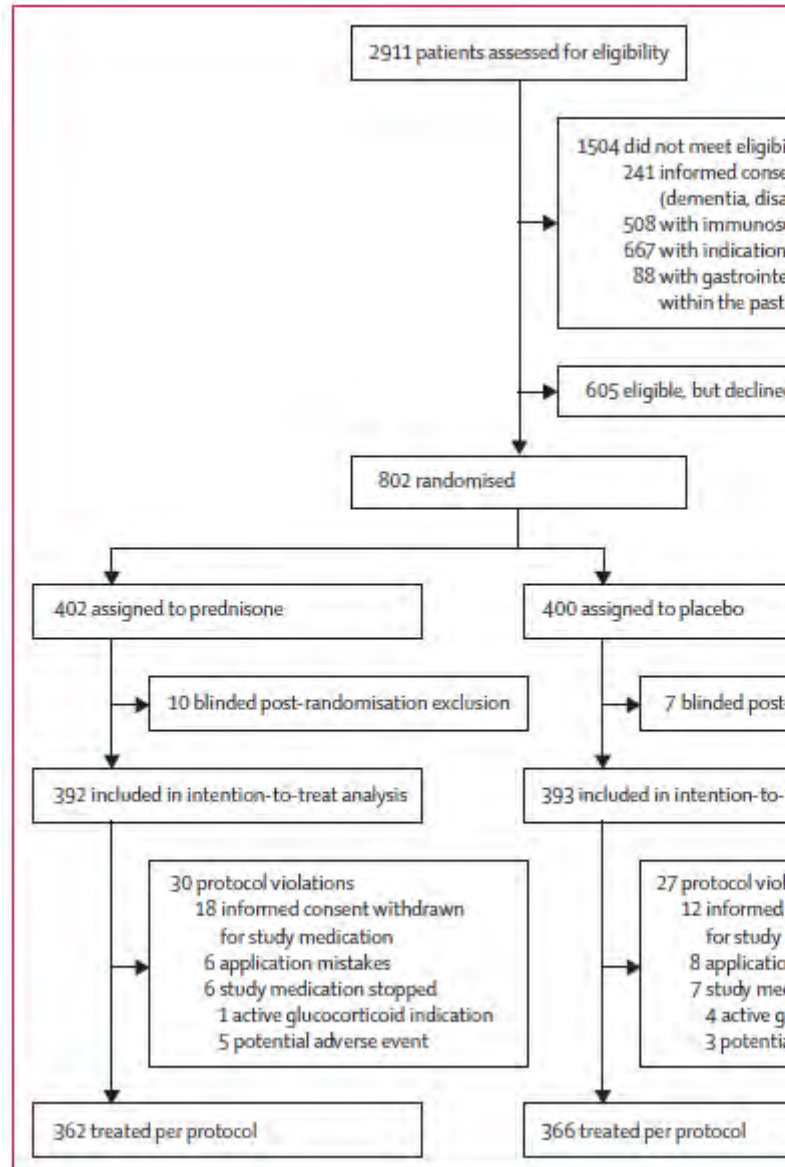 2911 patients assessed for eligibility
1504 did not meet eligibi
241 informed conse
(dementia, disa
508 with immunosu
667 with indication
88 with gastrointe
within the past
605 eligible, but decline
802 randomised
402 assigned to prednisone
400 assigned to placebo
10 blinded post-randomisation exclusion
7 blinded post-
392 included in intention-to-treat analysis
393 included in intention-to-
30 protocol violations
18 informed consent withdrawn
for study medication
6 application mistakes
6 study medication stopped
1 active glucocorticoid indication
5 potential adverse event
27 protocol viol
12 informed
for study
8 applicatio
7 study med
4 active g
3 potentia
362 treated per protocol
366 treated per protocol